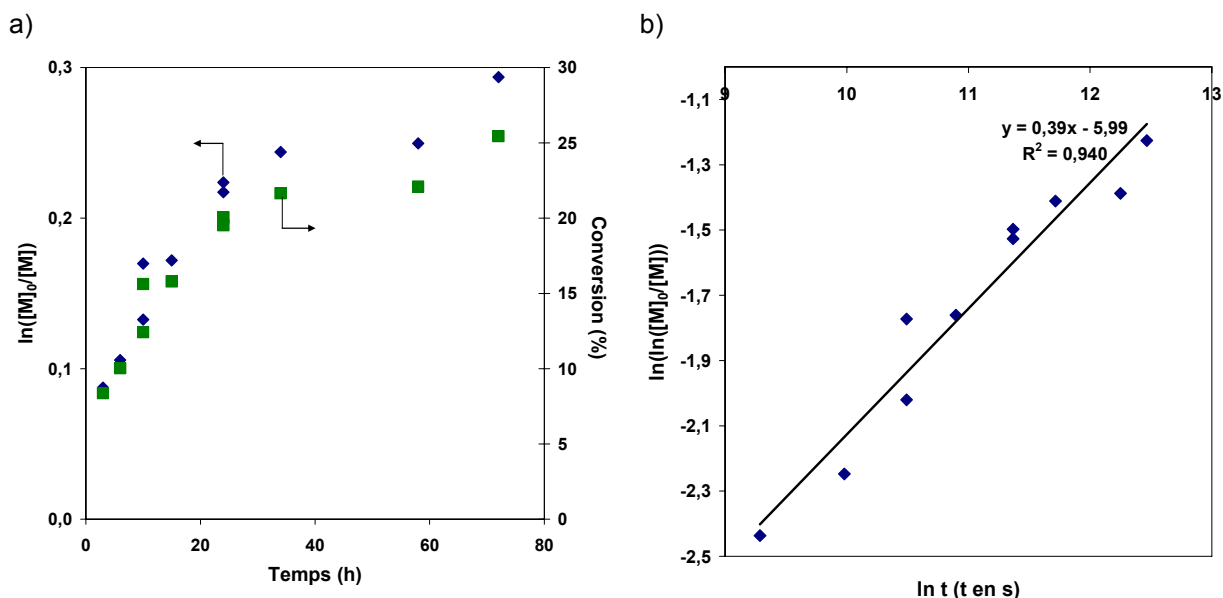 a)
0,3
0,2
0,1
0,0
ln([M]₀/[M])
30
25
20
15
10
5
0
Conversion (%)
0 20 40 60 80
Temps (h)
b)
9 10 11 12 13
-1,1
-1,3
-1,5
-1,7
-1,9
-2,1
-2,3
-2,5
ln(ln([M]₀/[M]))
y = 0,39x - 5,99
R² = 0,940
ln t (t en s)